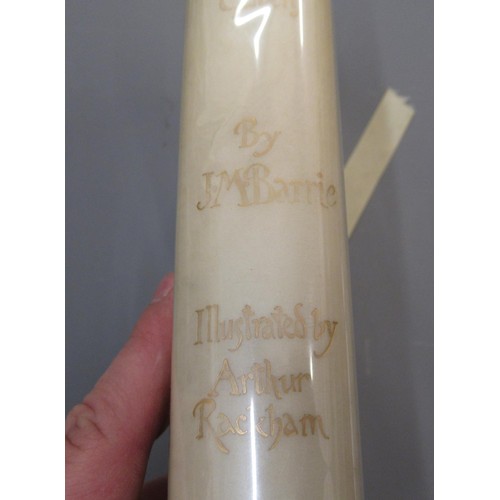 By
J.M. Barrie
Illustrated by
Arthur
Rackham